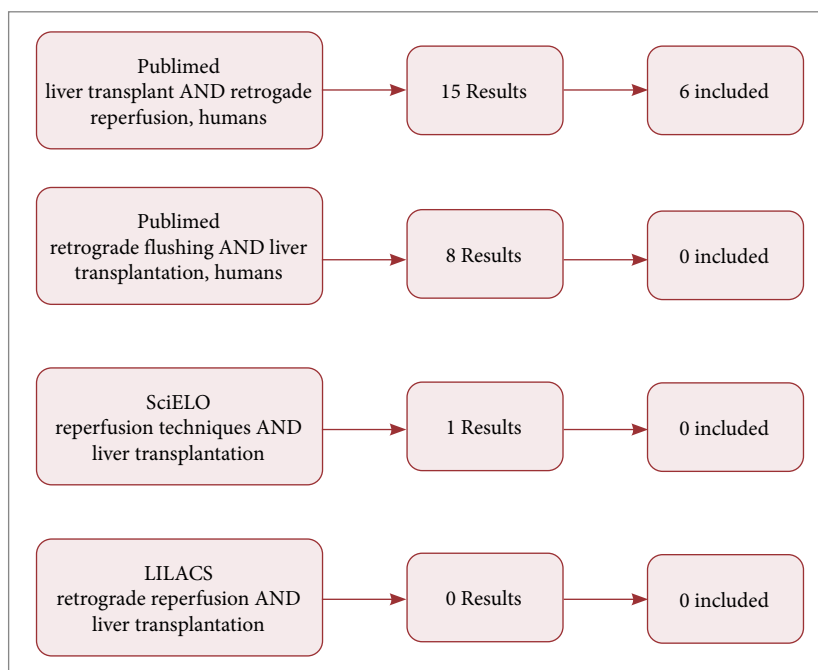 Publimed
liver transplant AND retrogade
reperfusion, humans
15 Results
6 included
Publimed
retrograde flushing AND liver
transplantation, humans
8 Results
0 included
SciELO
reperfusion techniques AND
liver transplantation
1 Results
0 included
LILACS
retrograde reperfusion AND
liver transplantation
0 Results
0 included